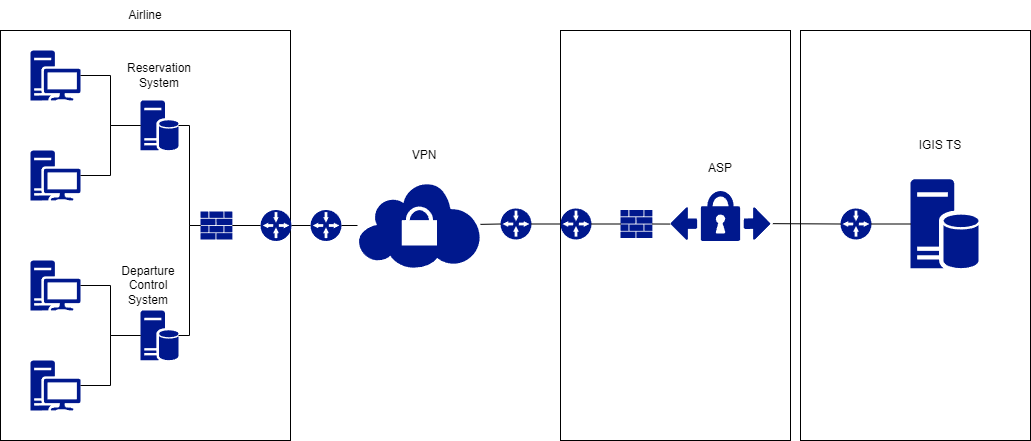 Airline
Reservation
System
VPN
ASP
IGIS TS
Departure
Control
System